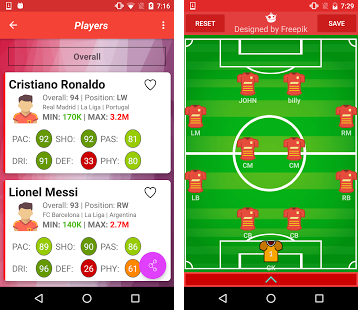 7:16
Players
Overall
Cristiano Ronaldo
Overall: 94 | Position: LW
Real Madrid | La Liga | Portugal
MIN: 170K | MAX: 3.2M
PAC: 92 SHO: 92 PAS: 81
DRI: 91 DEF: 33 PHY: 80
Lionel Messi
Overall: 93 | Position: RW
FC Barcelona | La Liga | Argentina
MIN: 140K | MAX: 2.7M
PAC: 89 SHO: 90 PAS: 86
DRI: 96 DEF: 26 PHY: 61
7:29
RESET
SAVE
Designed by Freepik
JOHN billy
LM RM
CM CM
LB RB
CB CB
1
GK